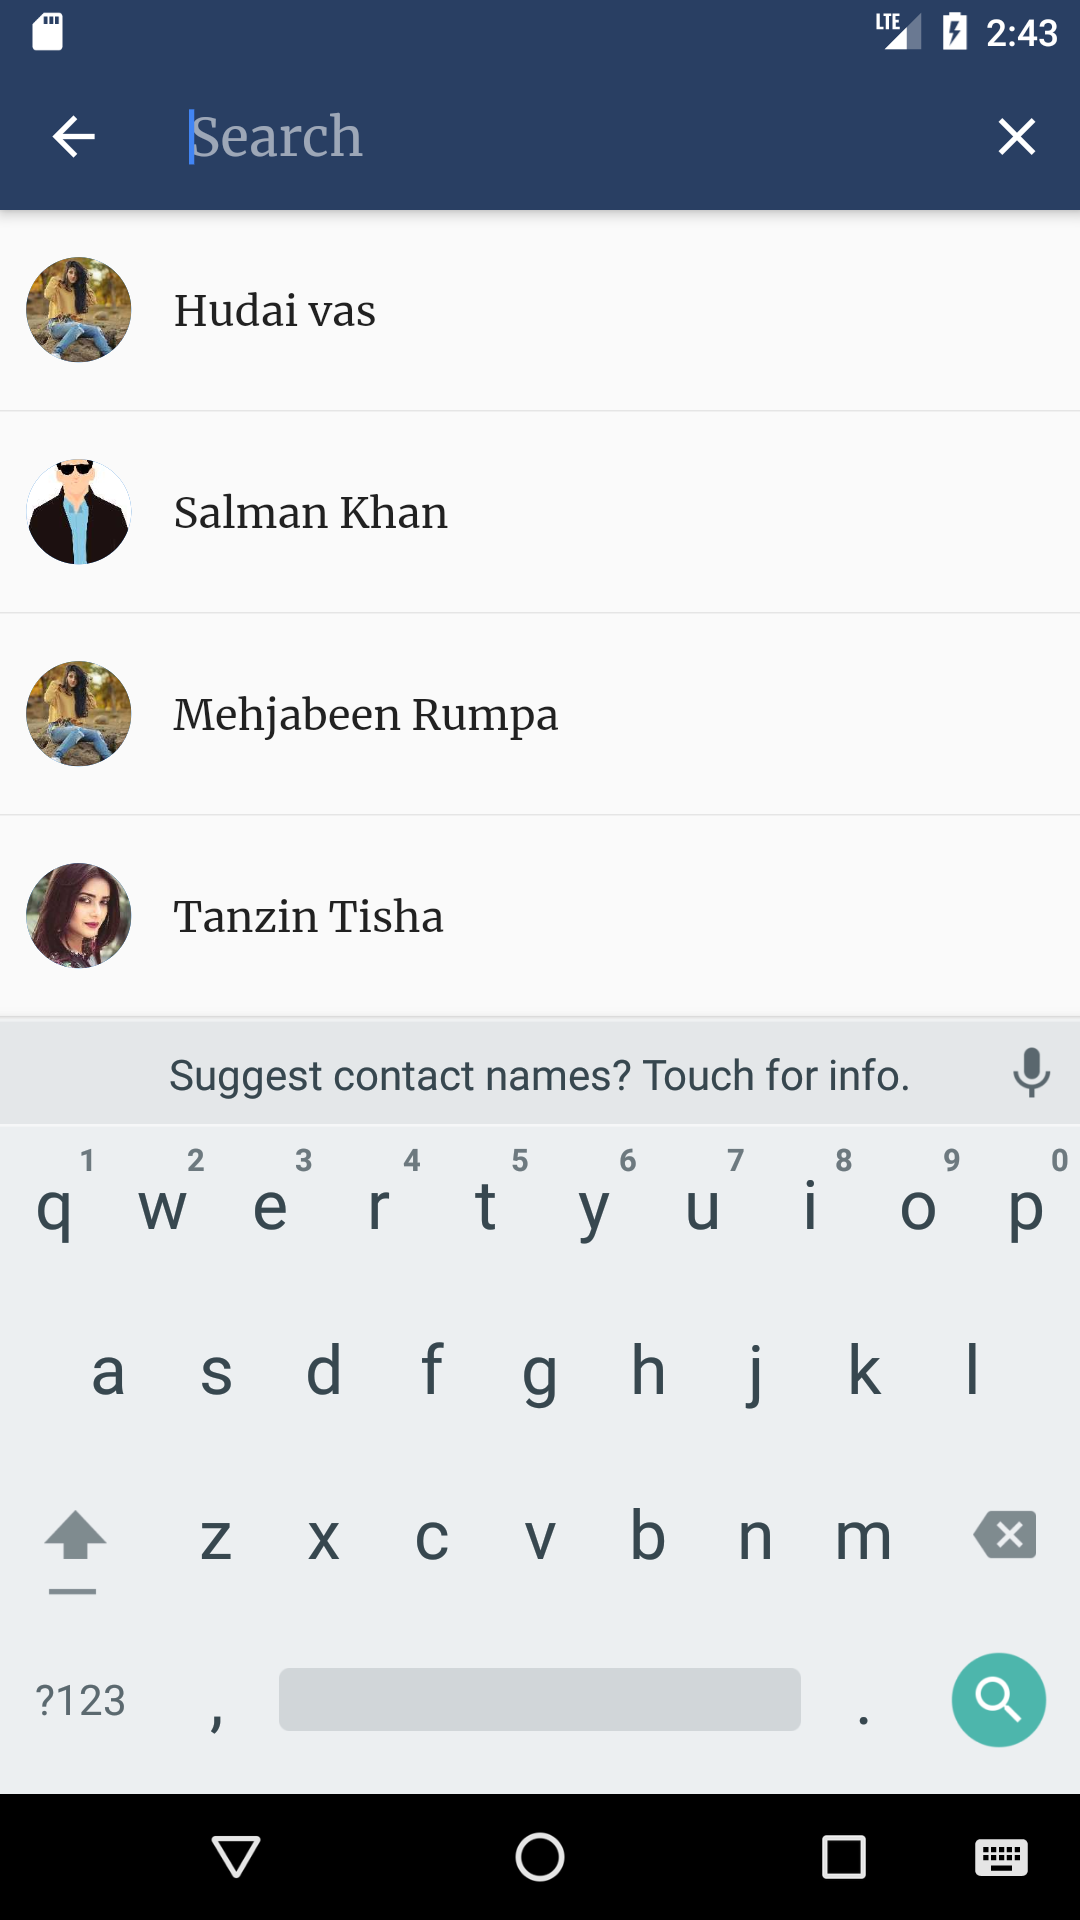 LTE 2:43
Search
Hudai vas
Salman Khan
Mehjabeen Rumpa
Tanzin Tisha
Suggest contact names? Touch for info.
1 2 3 4 5 6 7 8 9 0
q w e r t y u i o p
a s d f g h j k l
z x c v b n m
?123 , .